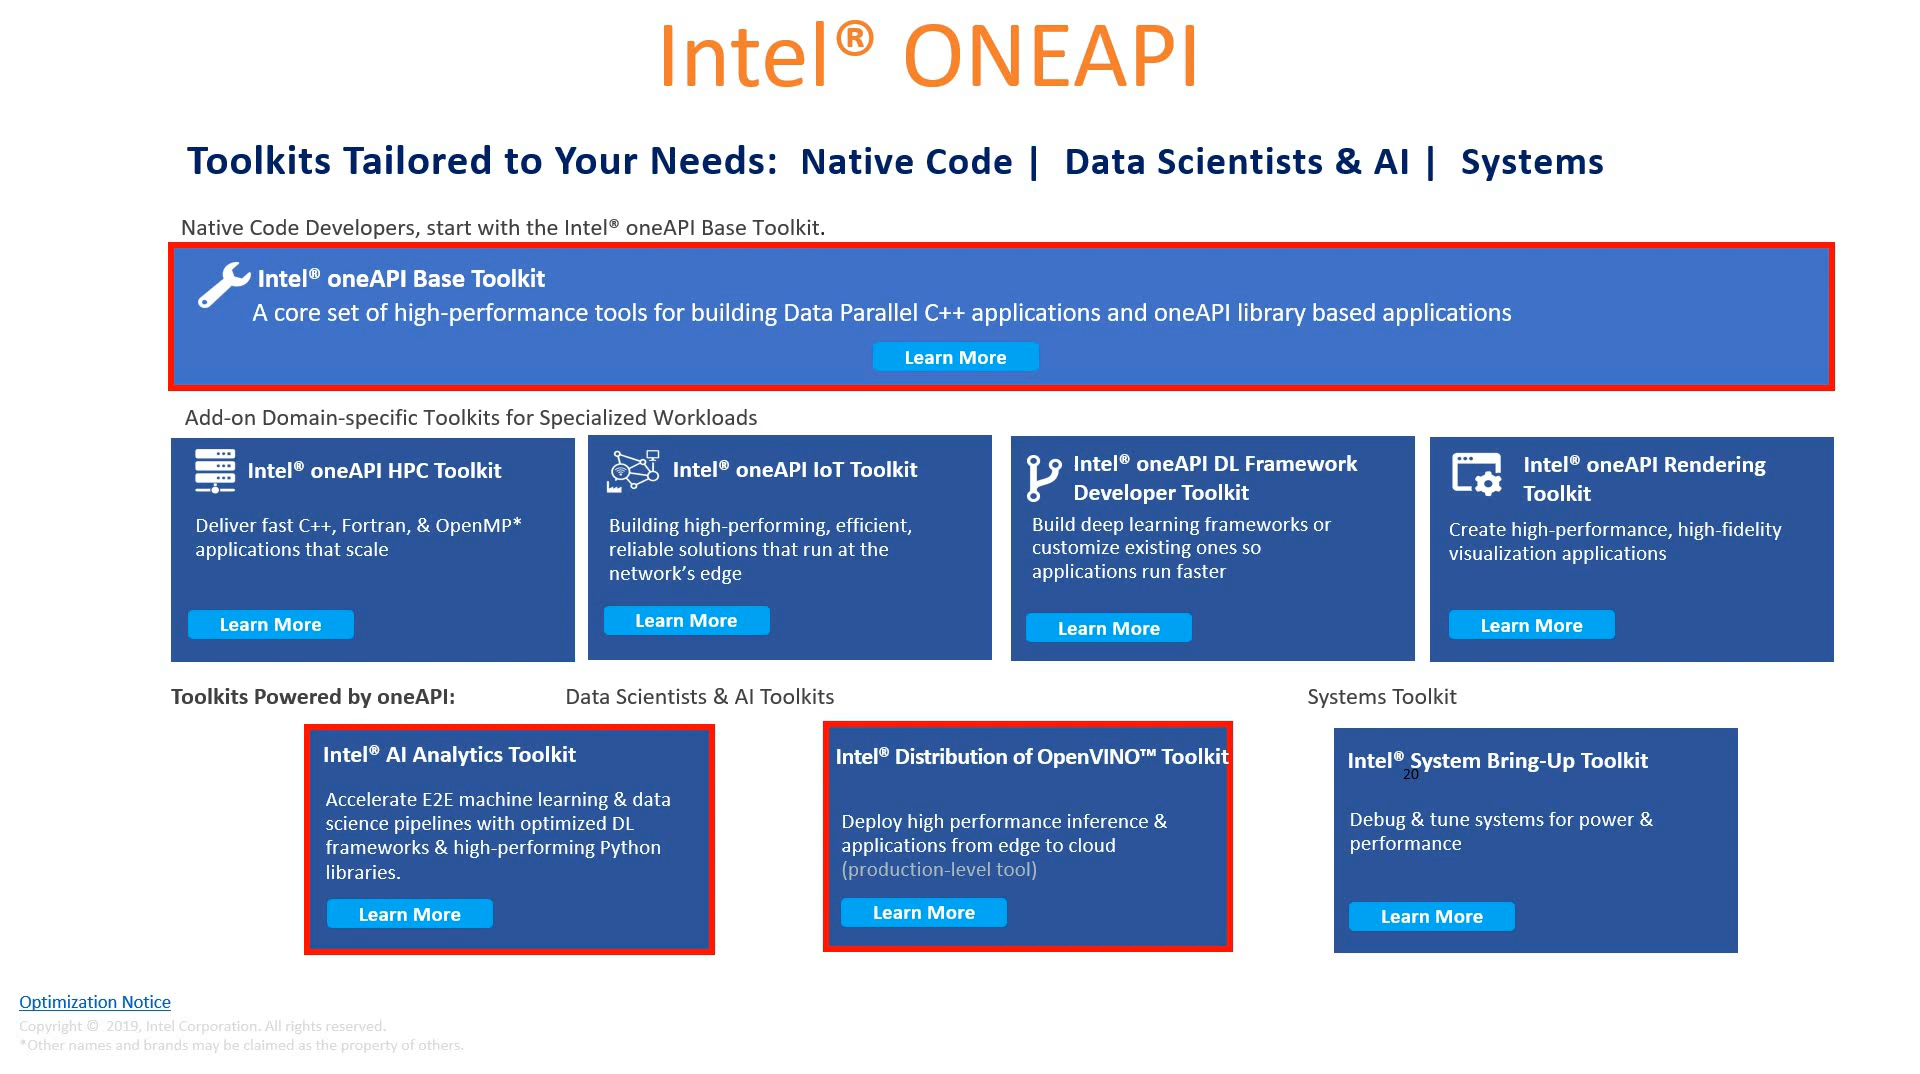 Intel® ONEAPI
Toolkits Tailored to Your Needs: Native Code | Data Scientists & AI | Systems
Native Code Developers, start with the Intel® oneAPI Base Toolkit.
Intel® oneAPI Base Toolkit
A core set of high-performance tools for building Data Parallel C++ applications and oneAPI library based applications
Learn More
Add-on Domain-specific Toolkits for Specialized Workloads
Intel® oneAPI HPC Toolkit
Deliver fast C++, Fortran, & OpenMP*
applications that scale
Learn More
Intel® oneAPI IoT Toolkit
Building high-performing, efficient,
reliable solutions that run at the
network’s edge
Learn More
Intel® oneAPI DL Framework
Developer Toolkit
Build deep learning frameworks or
customize existing ones so
applications run faster
Learn More
Intel® oneAPI Rendering
Toolkit
Create high-performance, high-fidelity
visualization applications
Learn More
Toolkits Powered by oneAPI:
Data Scientists & AI Toolkits
Systems Toolkit
Intel® AI Analytics Toolkit
Accelerate E2E machine learning & data
science pipelines with optimized DL
frameworks & high-performing Python
libraries.
Learn More
Intel® Distribution of OpenVINO™ Toolkit
Deploy high performance inference &
applications from edge to cloud
(production-level tool)
Learn More
Intel® System Bring-Up Toolkit
20
Debug & tune systems for power &
performance
Learn More
Optimization Notice
Copyright © 2019, Intel Corporation. All rights reserved.
*Other names and brands may be claimed as the property of others.